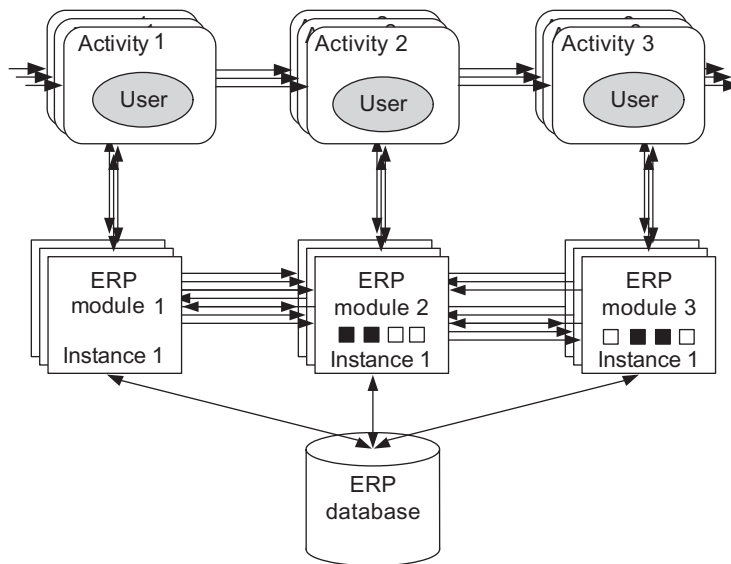 Activity 1
Activity 2
Activity 3
User
User
User
ERP
module 1
Instance 1
ERP
module 2
Instance 1
ERP
module 3
Instance 1
ERP
database